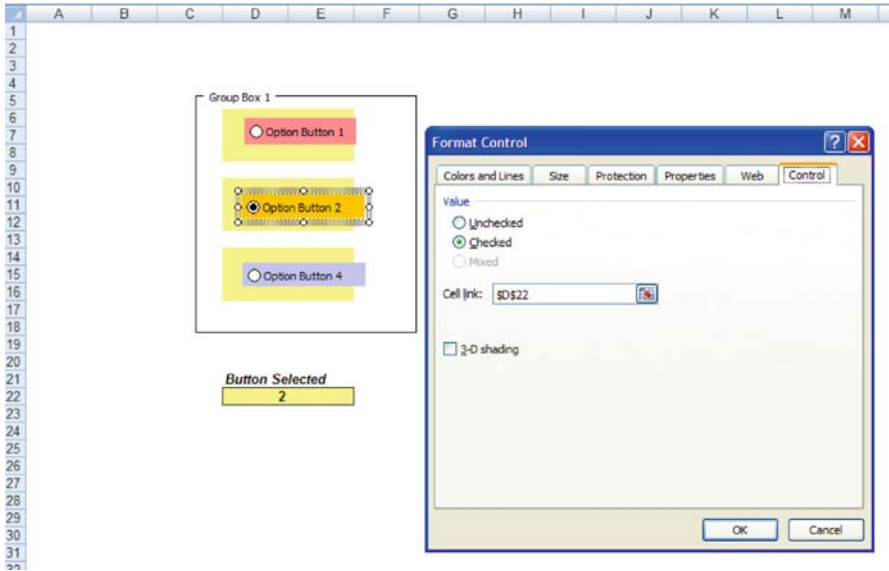 A B C D E F G H I J K L M
1
2
3
4
5
Group Box 1
6
7
Option Button 1
8
Format Control
9
Colors and Lines Size Protection Properties Web Control
10
Value
11
Option Button 2
Unchecked
12
13
Checked
14
Mixed
15
Option Button 4
16
Cell link: $D$22
17
18
19
3-D shading
20
21
Button Selected
22
2
23
24
25
26
27
28
29
30
OK Cancel
31
32